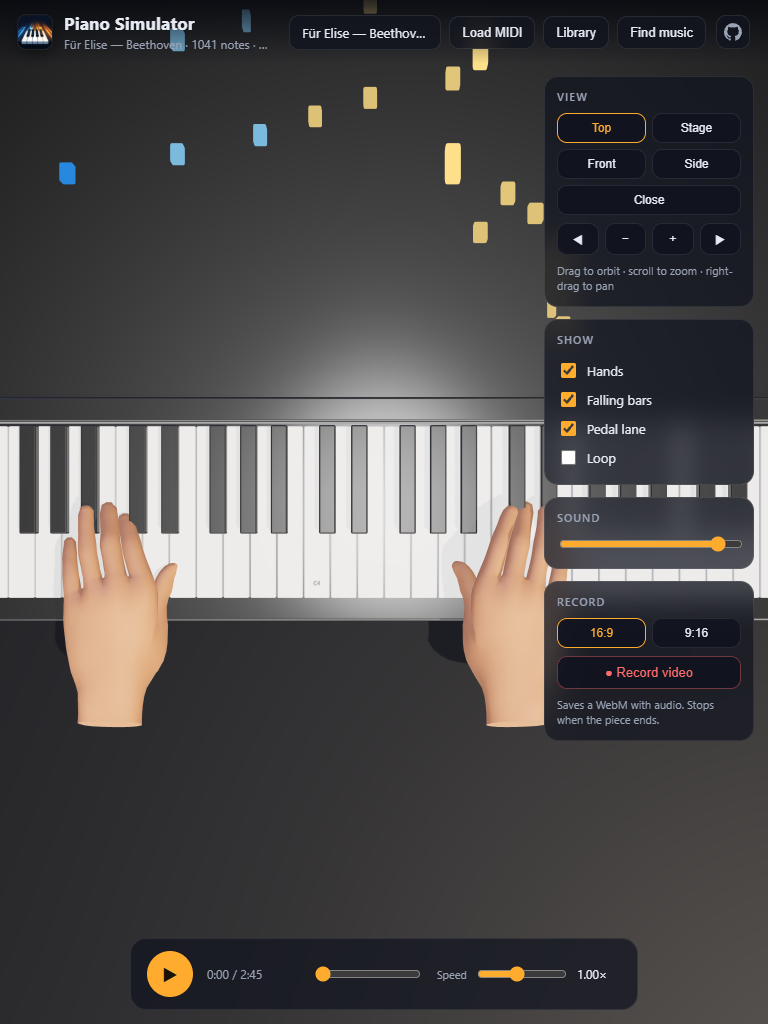 Piano Simulator
Für Elise — Beethoven · 1041 notes · ...
Für Elise — Beethov...
Load MIDI
Library
Find music
VIEW
Top
Stage
Front
Side
Close
◀
−
+
▶
Drag to orbit · scroll to zoom · right-
drag to pan
SHOW
Hands
Falling bars
Pedal lane
Loop
C4
SOUND
RECORD
16:9
9:16
● Record video
Saves a WebM with audio. Stops
when the piece ends.
0:00 / 2:45
Speed
1.00×